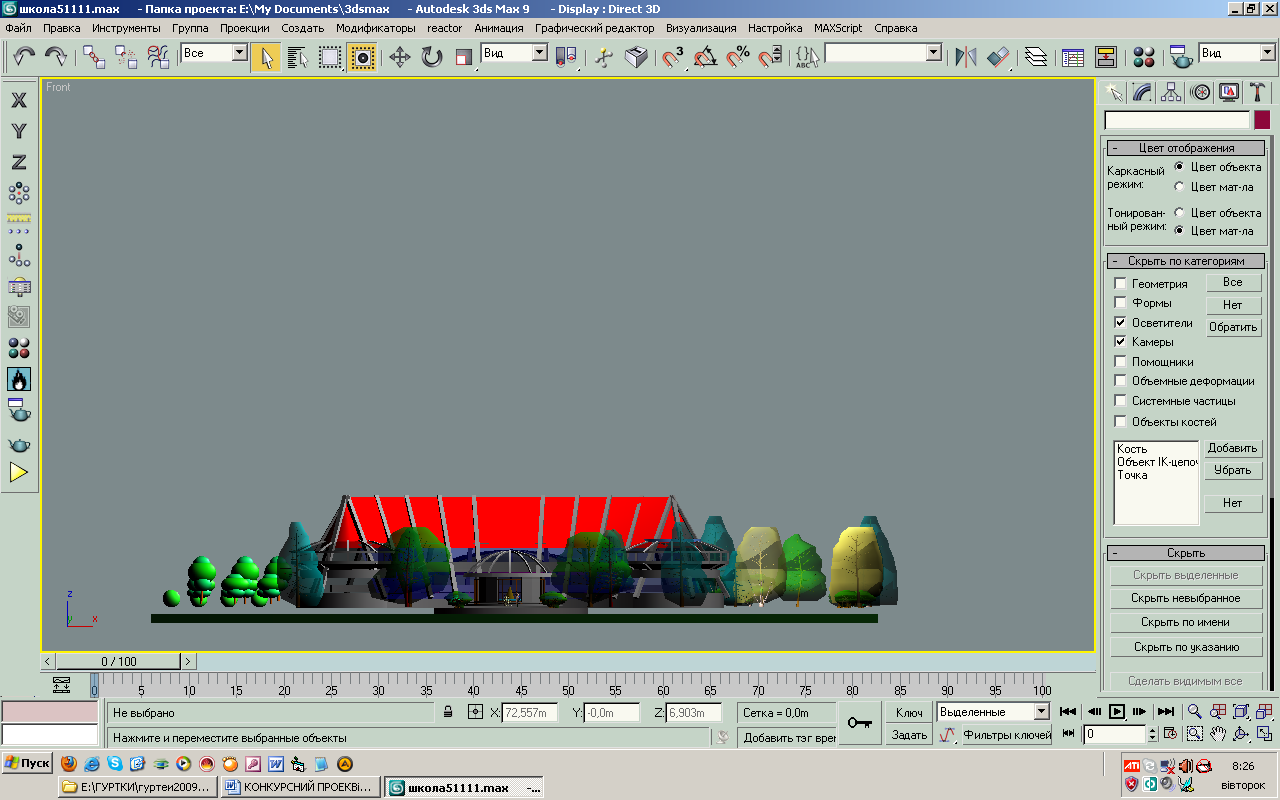 школа51111.max - Папка проекта: E:\My Documents\3dsmax - Autodesk 3ds Max 9 - Display : Direct 3D
Файл Правка Инструменты Группа Проекции Создать Модификаторы reactor Анимация Графический редактор Визуализация Настройка MAXScript Справка
Все Вид 3 % ABC Вид
Front
X
Y
Z
Цвет отображения
Каркасный режим:
Цвет объекта
Цвет мат-ла
Тонирован-
ный режим:
Цвет объекта
Цвет мат-ла
Скрыть по категориям
Геометрия Все
Формы Нет
Осветители Обратить
Камеры
Помощники
Объемные деформации
Системные частицы
Объекты костей
Кость Добавить
Объект IK-цепоч Убрать
Точка
Нет
Скрыть
Скрыть выделенные
Скрыть невыбранное
Скрыть по имени
Скрыть по указанию
Сделать видимым все
z
x
y
0 / 100
0 5 10 15 20 25 30 35 40 45 50 55 60 65 70 75 80 85 90 95 100
Не выбрано X: 72,557m Y: -0,0m Z: 6,903m Сетка = 0,0m Ключ Выделенные
Нажмите и переместите выбранные объекты Добавить тэг врем Задать Фильтры ключей 0
Пуск ATI 8:26
E:\ГУРТКИ\гуртеи2009... КОНКУРСНИЙ ПРОЕКВі... школа51111.max -... вівторок